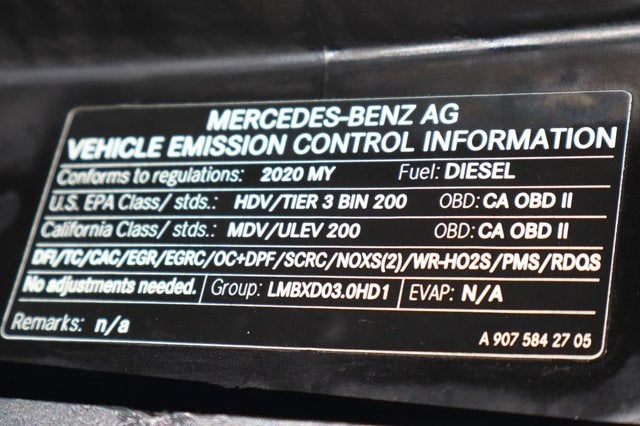 MERCEDES-BENZ AG
VEHICLE EMISSION CONTROL INFORMATION
Conforms to regulations: 2020 MY Fuel: DIESEL
U.S. EPA Class/ stds.: HDV/TIER 3 BIN 200 OBD: CA OBD II
California Class/ stds.: MDV/ULEV 200 OBD: CA OBD II
DFI/TC/CAC/EGR/EGRC/OC+DPF/SCRC/NOXS(2)/WR-HO2S/PMS/RDQS
No adjustments needed. Group: LMBXD03.0HD1 EVAP: N/A
Remarks: n/a
A 907 584 27 05